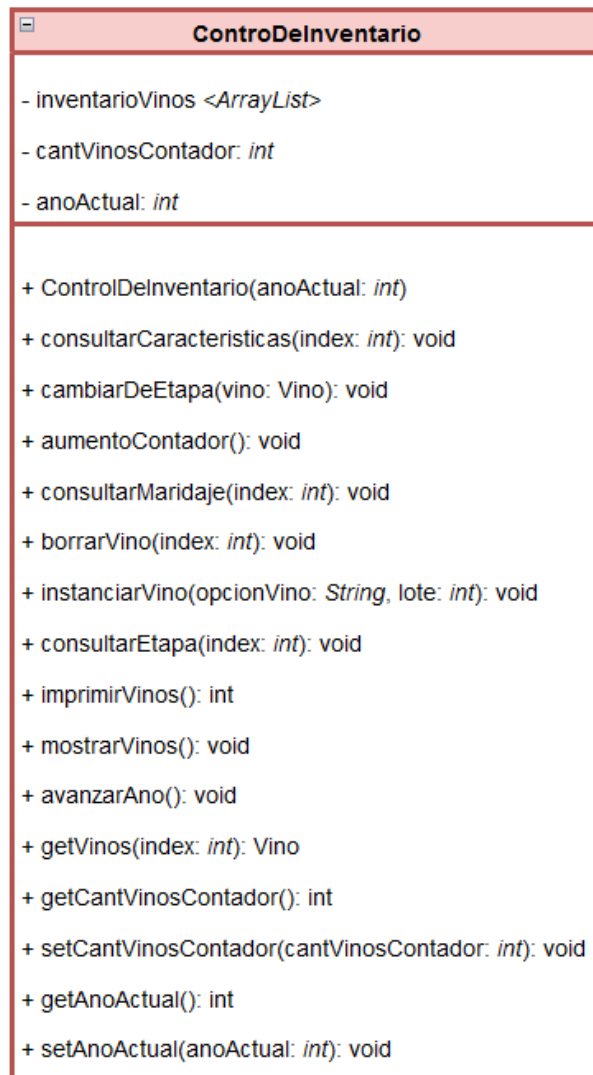 ControDeInventario
- inventarioVinos <ArrayList>
- cantVinosContador: int
- anoActual: int
+ ControlDeInventario(anoActual: int)
+ consultarCaracteristicas(index: int): void
+ cambiarDeEtapa(vino: Vino): void
+ aumentoContador(): void
+ consultarMaridaje(index: int): void
+ borrarVino(index: int): void
+ instanciarVino(opcionVino: String, lote: int): void
+ consultarEtapa(index: int): void
+ imprimirVinos(): int
+ mostrarVinos(): void
+ avanzarAno(): void
+ getVinos(index: int): Vino
+ getCantVinosContador(): int
+ setCantVinosContador(cantVinosContador: int): void
+ getAnoActual(): int
+ setAnoActual(anoActual: int): void